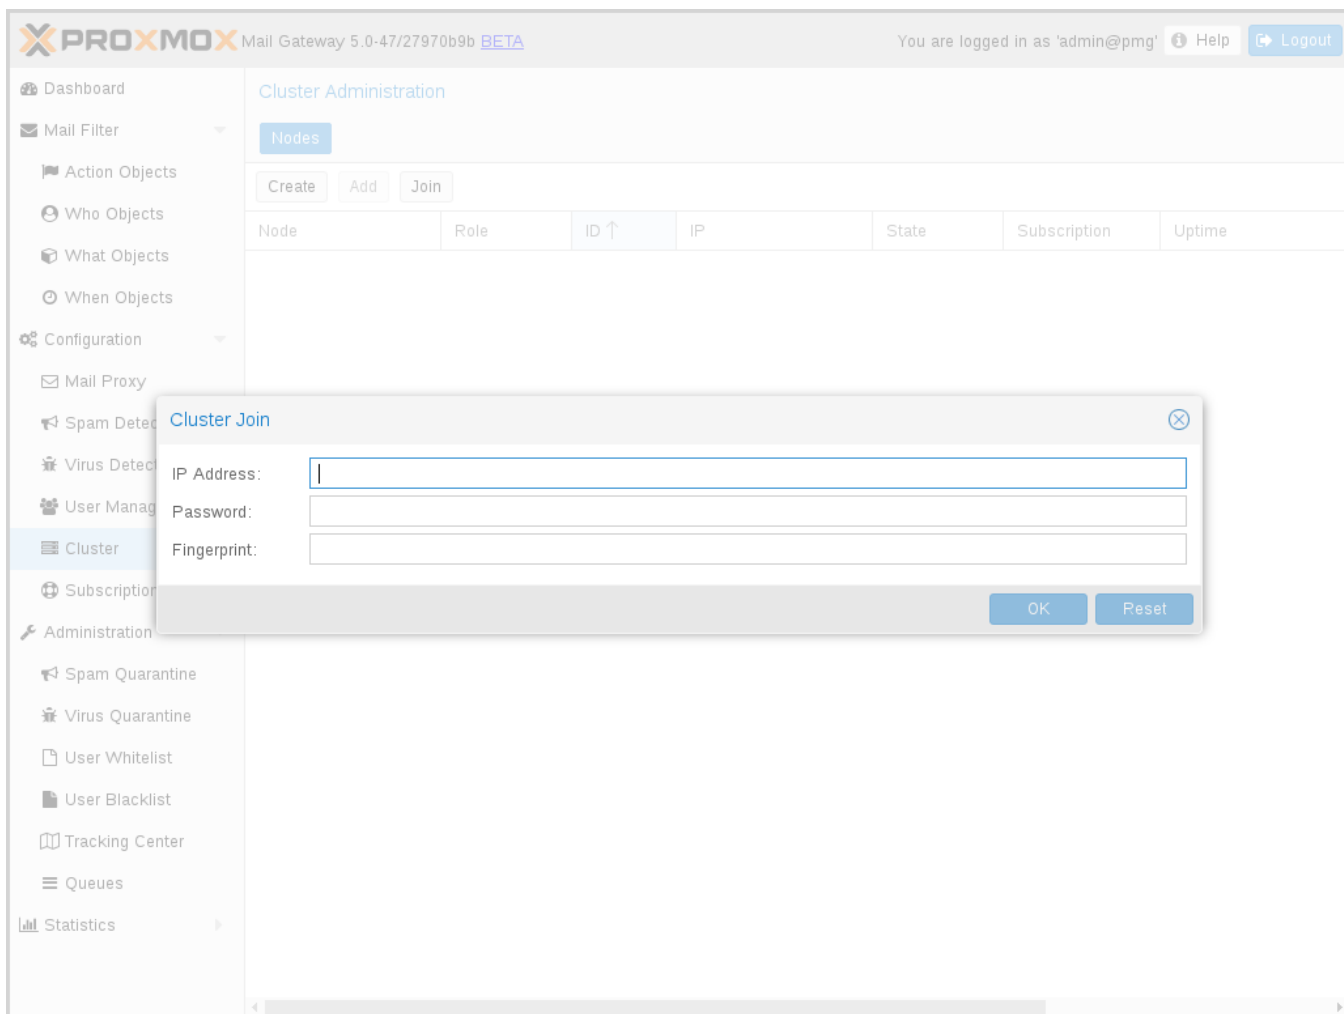 PROXMOX Mail Gateway 5.0-47/27970b9b BETA You are logged in as 'admin@pmg' Help Logout
Dashboard
Cluster Administration
Mail Filter
Nodes
Action Objects
Create Add Join
Who Objects
Node Role ID IP State Subscription Uptime
What Objects
When Objects
Configuration
Mail Proxy
Spam Detec
Cluster Join
Virus Detect
IP Address:
User Manag
Password:
Cluster
Fingerprint:
Subscription
OK Reset
Administration
Spam Quarantine
Virus Quarantine
User Whitelist
User Blacklist
Tracking Center
Queues
Statistics